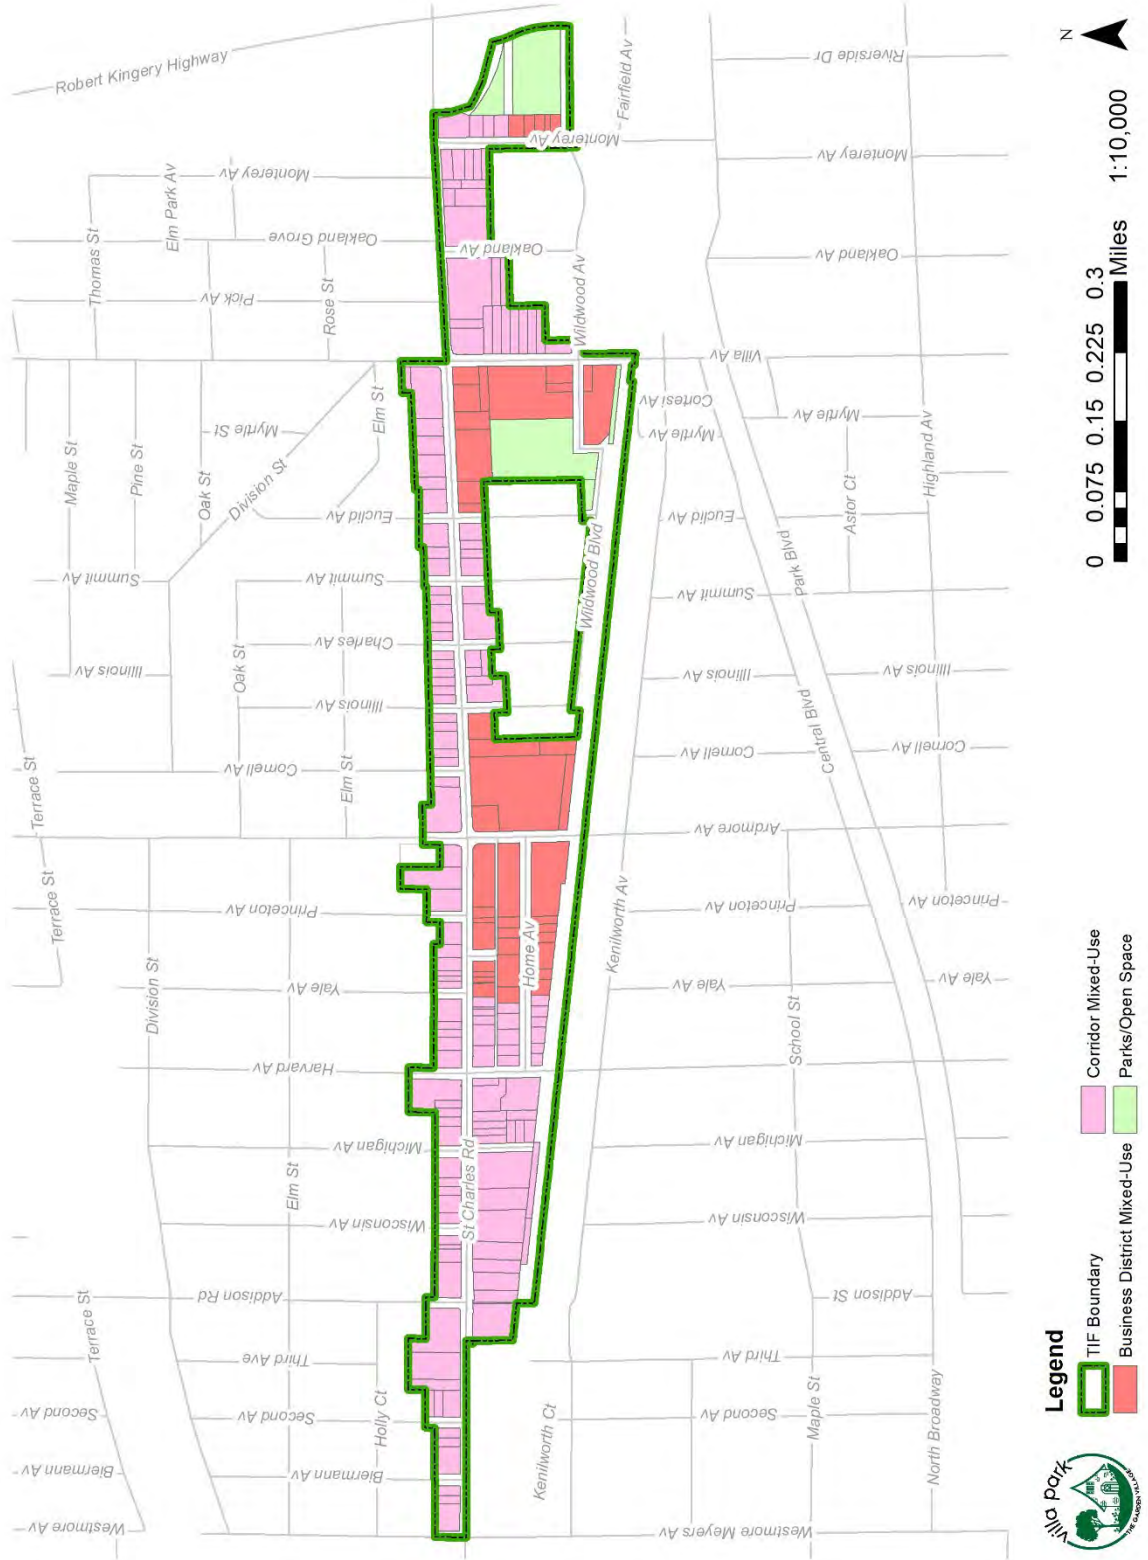 Robert Kingery Highway
Fairfield Av
Riverside Dr
N
Monterey Av
Monterey Av
Monterey Av
Elm Park Av
Thomas St
Oakland Grove
Oakland Av
Oakland Av
Pick Av
Rose St
Wildwood Av
Villa Av
Elm St
Cortesi Av
Myrtle Av
Myrtle Av
Highland Av
Maple St
Pine St
Oak St
Myrtle St
Division St
Euclid Av
Euclid Av
Astor Ct
Park Blvd
Summit Av
Summit Av
Summit Av
Wildwood Blvd
Charles Av
Illinois Av
Oak St
Illinois Av
Illinois Av
Illinois Av
Cornell Av
Elm St
Cornell Av
Central Blvd
Cornell Av
Terrace St
Ardmore Av
Terrace St
Princeton Av
Kenilworth Av
Princeton Av
Princeton Av
Division St
Yale Av
Home Av
Yale Av
Yale Av
School St
Harvard Av
Michigan Av
Michigan Av
Elm St
St Charles Rd
Wisconsin Av
Wisconsin Av
Addison Rd
Addison St
Terrace St
Third Ave
Third Av
Second Av
Second Av
Holly Ct
Second Av
Maple St
North Broadway
Kenilworth Ct
Biermann Av
Biermann Av
Westmore Av
Westmore Meyers Av
Legend
TIF Boundary
Business District Mixed-Use
Corridor Mixed-Use
Parks/Open Space
0 0.075 0.15 0.225 0.3
Miles
1:10,000
villa park
THE GARDEN VILLAGE